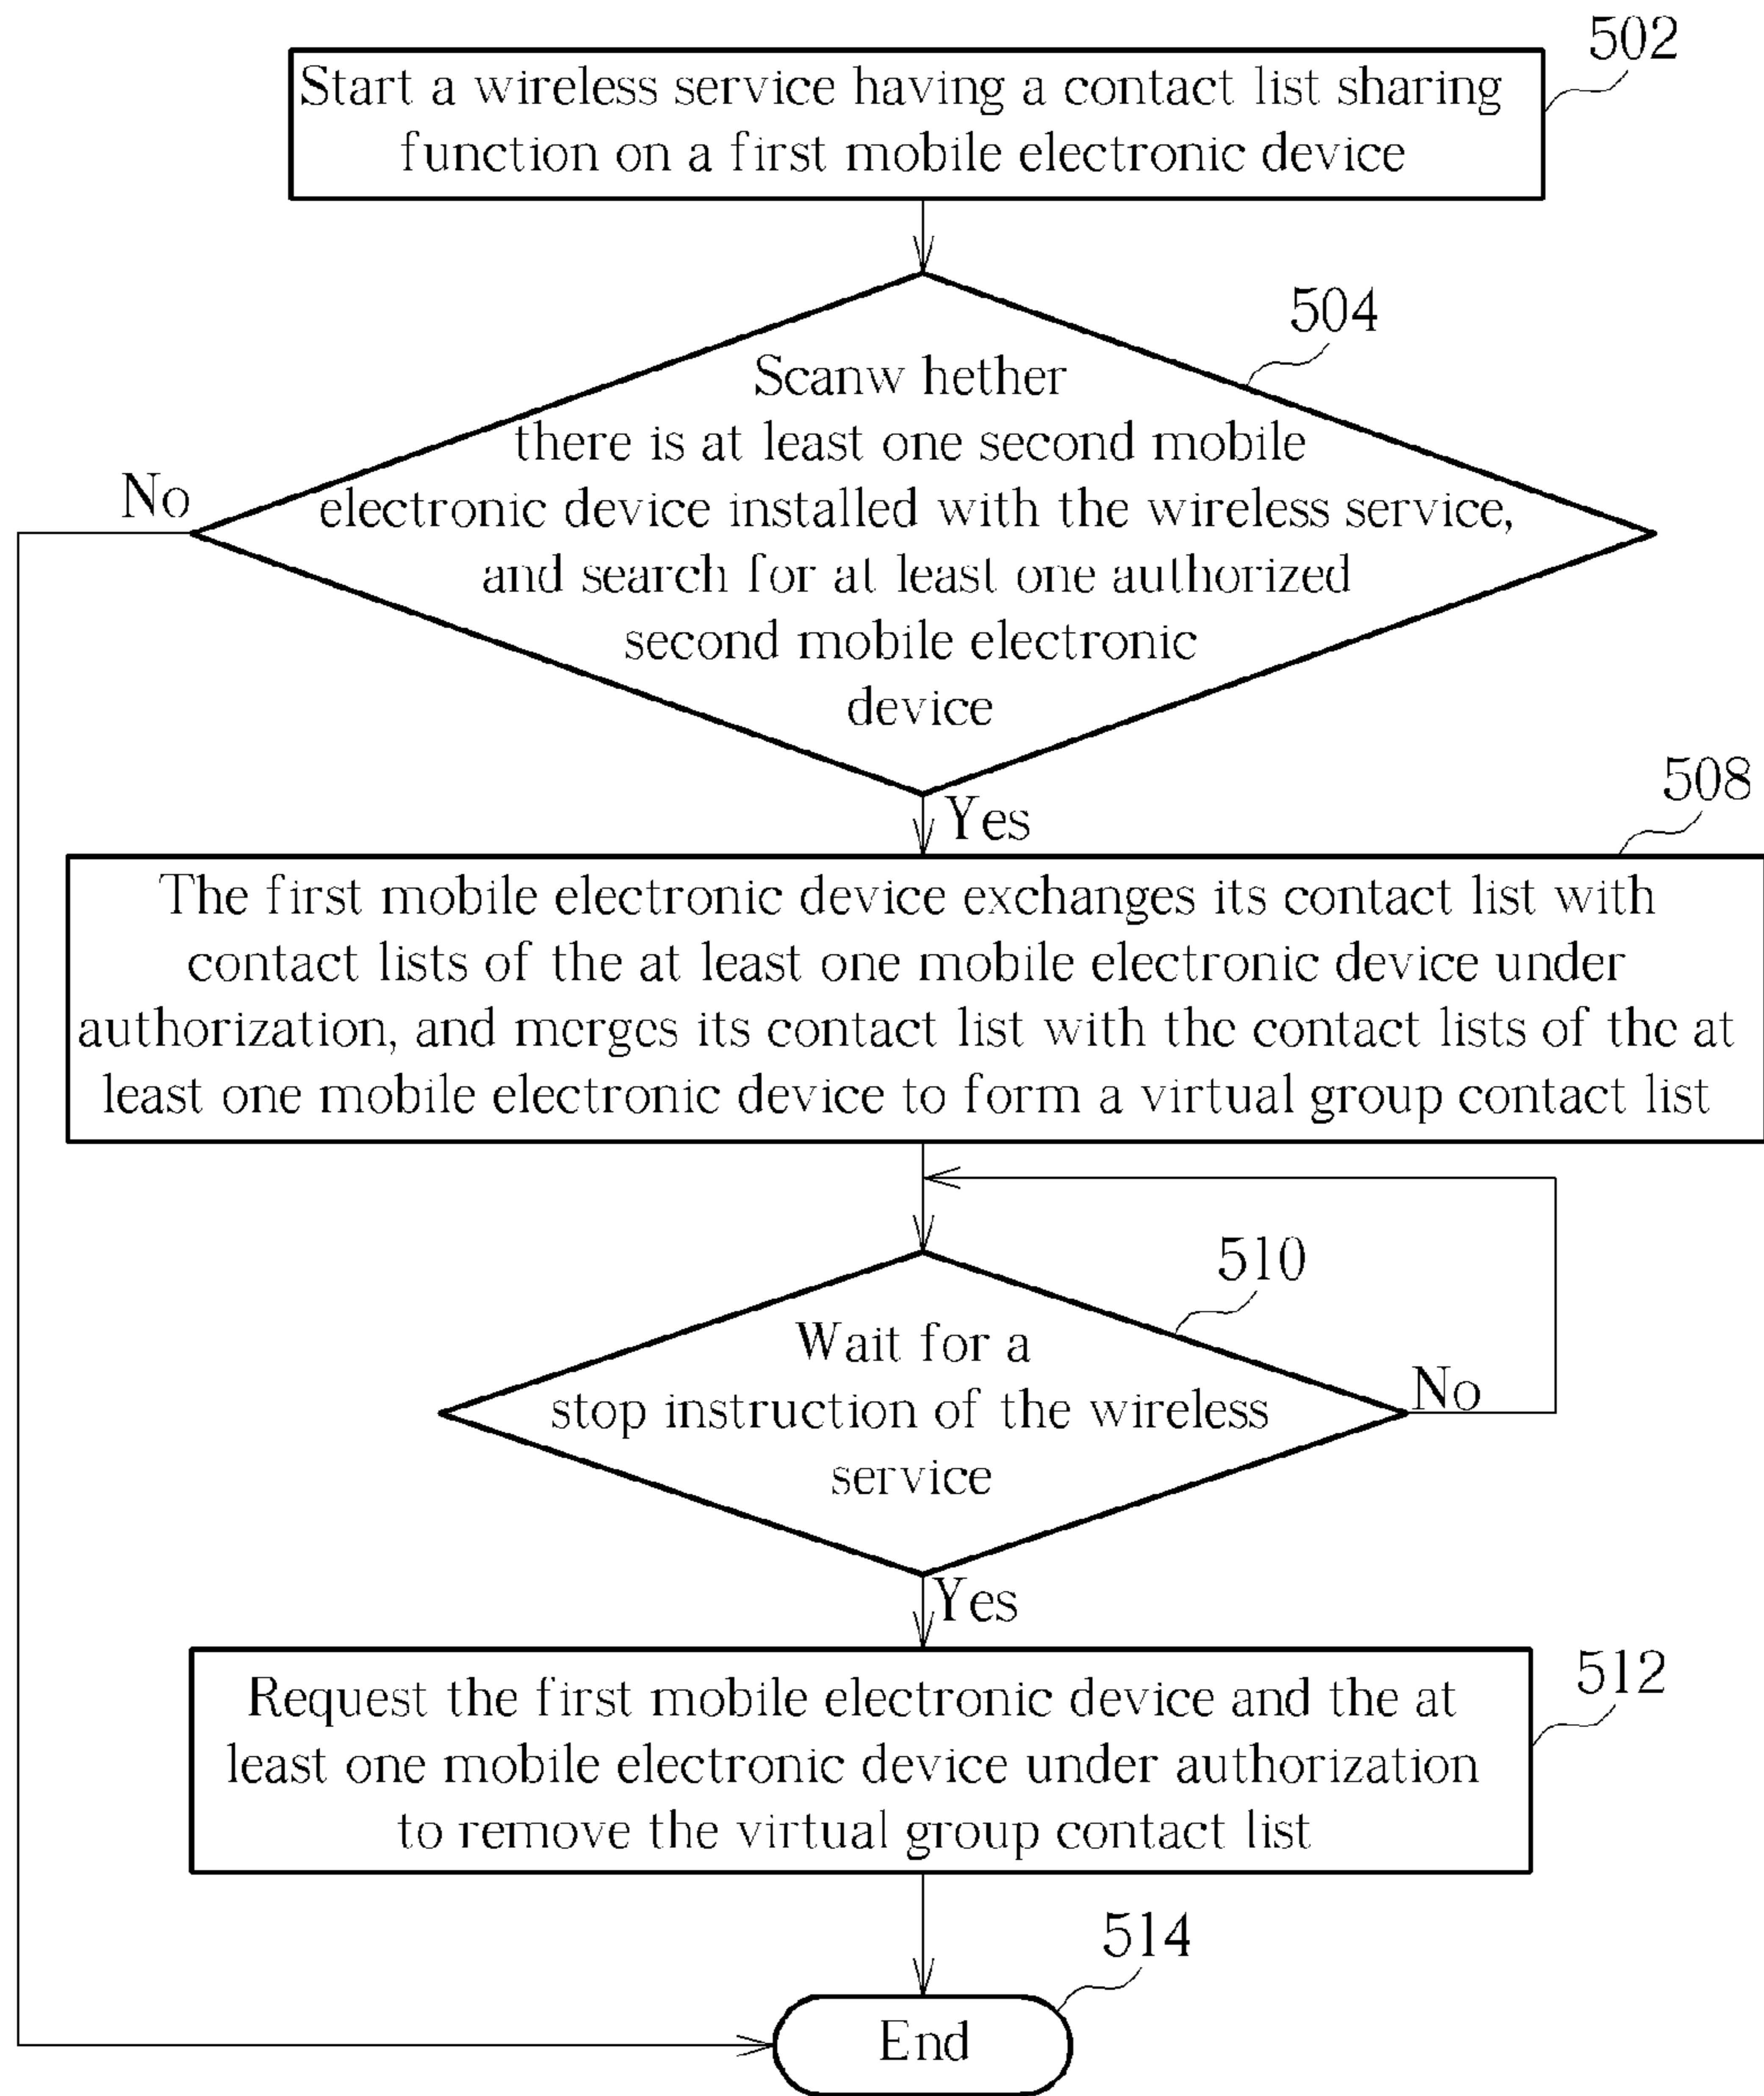 502
Start a wireless service having a contact list sharing
function on a first mobile electronic device
504
Scanw hether
there is at least one second mobile
No
electronic device installed with the wireless service,
and search for at least one authorized
second mobile electronic
device
508
Yes
The first mobile electronic device exchanges its contact list with
contact lists of the at least one mobile electronic device under
authorization, and merges its contact list with the contact lists of the at
least one mobile electronic device to form a virtual group contact list
510
Wait for a
No
stop instruction of the wireless
service
Yes
512
Request the first mobile electronic device and the at
least one mobile electronic device under authorization
to remove the virtual group contact list
514
End